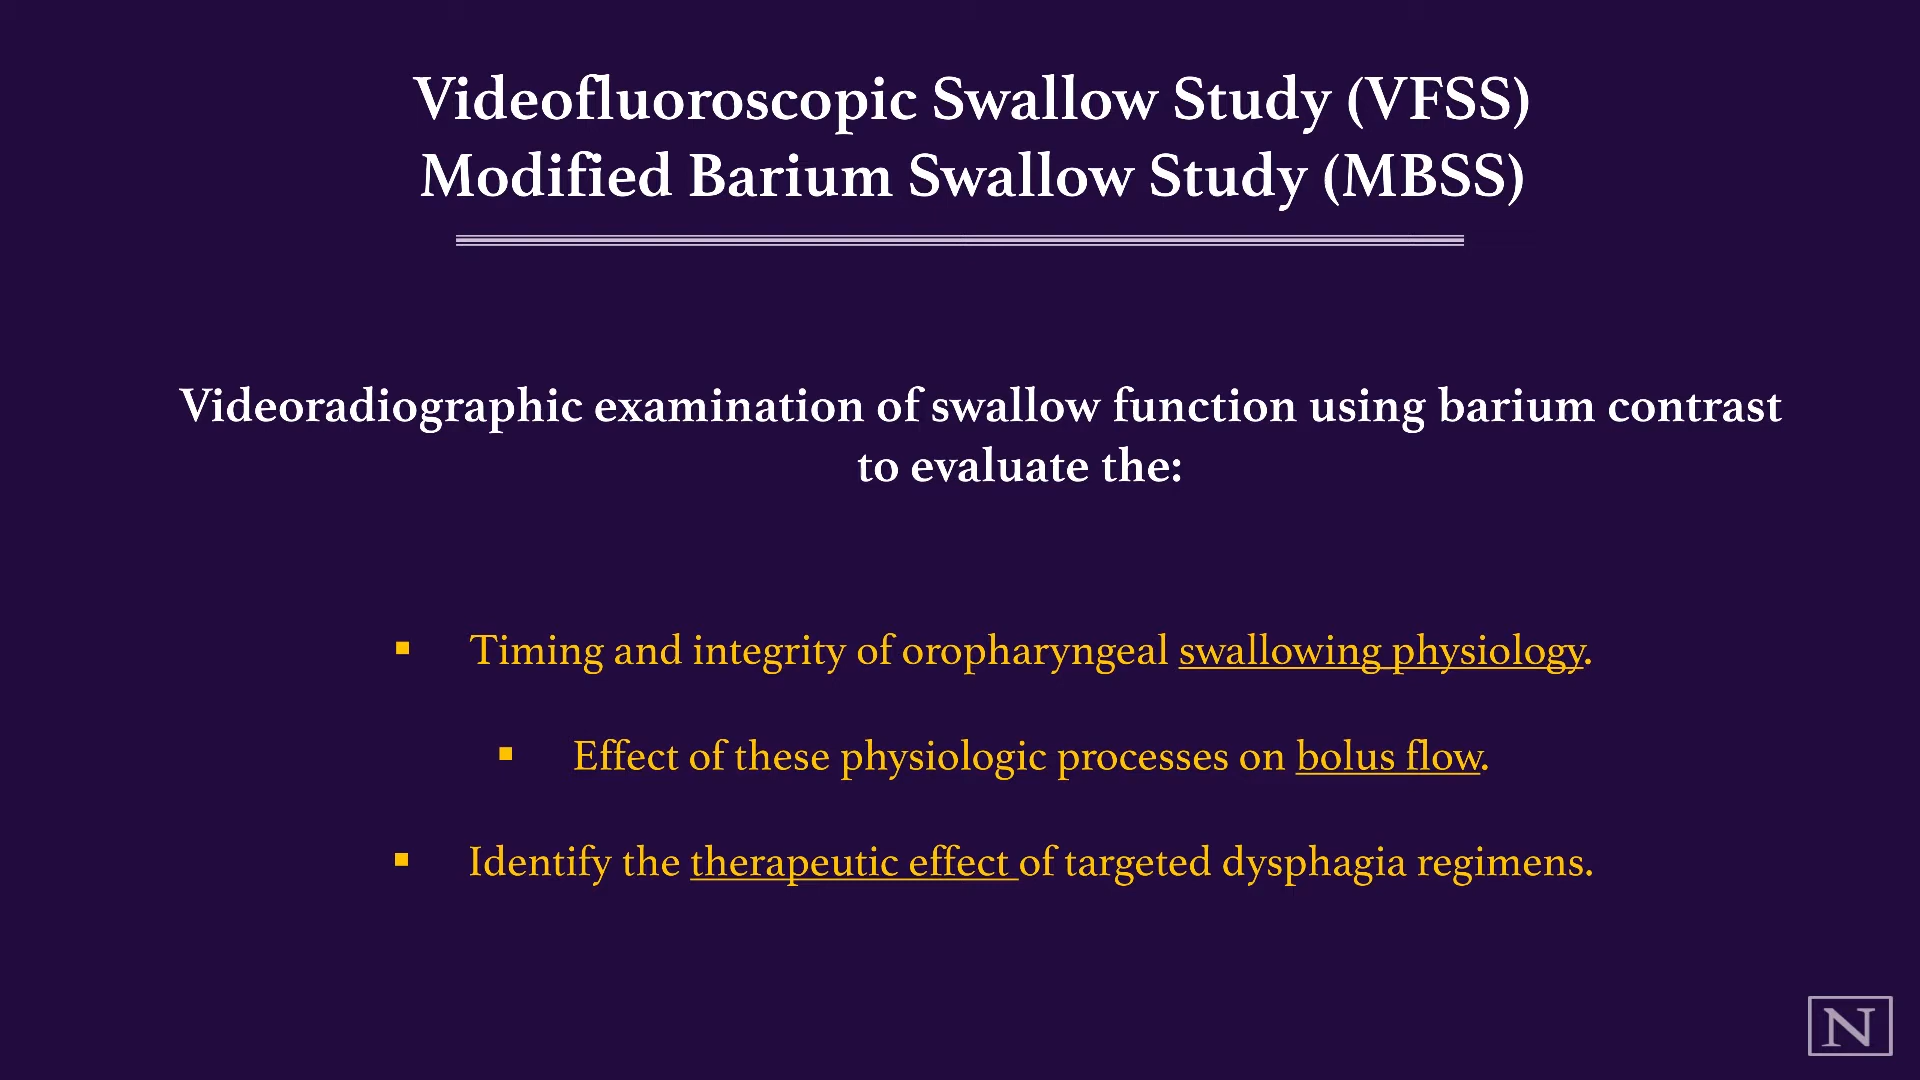 Videofluoroscopic Swallow Study (VFSS)
Modified Barium Swallow Study (MBSS)
Videoradiographic examination of swallow function using barium contrast
to evaluate the:
▪ Timing and integrity of oropharyngeal swallowing physiology.
▪ Effect of these physiologic processes on bolus flow.
▪ Identify the therapeutic effect of targeted dysphagia regimens.
N